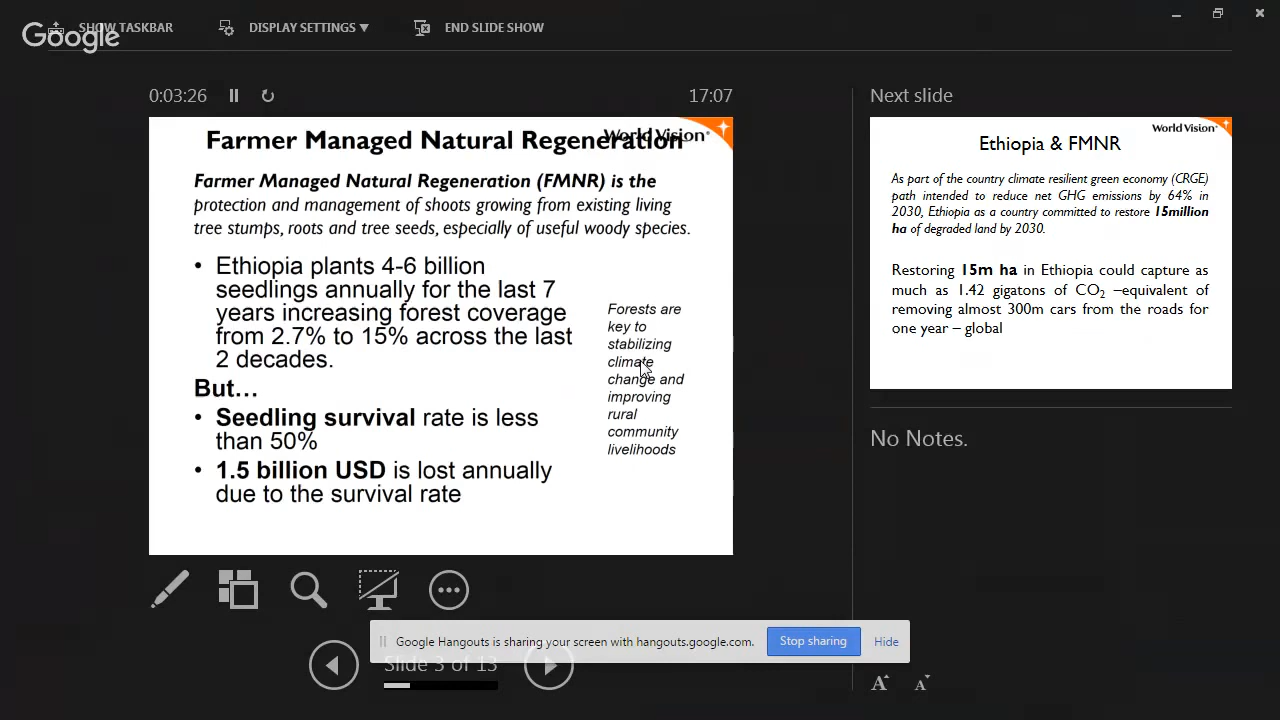 Google
SHOW TASKBAR
DISPLAY SETTINGS
END SLIDE SHOW
0:03:26
17:07
Next slide
World Vision
Farmer Managed Natural Regeneration
Farmer Managed Natural Regeneration (FMNR) is the
protection and management of shoots growing from existing living
tree stumps, roots and tree seeds, especially of useful woody species.
• Ethiopia plants 4-6 billion
seedlings annually for the last 7
years increasing forest coverage
from 2.7% to 15% across the last
2 decades.
But...
• Seedling survival rate is less
than 50%
• 1.5 billion USD is lost annually
due to the survival rate
Forests are
key to
stabilizing
climate
change and
improving
rural
community
livelihoods
World Vision
Ethiopia & FMNR
As part of the country climate resilient green economy (CRGE)
path intended to reduce net GHG emissions by 64% in
2030, Ethiopia as a country committed to restore 15million
ha of degraded land by 2030.
Restoring 15m ha in Ethiopia could capture as
much as 1.42 gigatons of CO2 –equivalent of
removing almost 300m cars from the roads for
one year – global
No Notes.
Google Hangouts is sharing your screen with hangouts.google.com.
Stop sharing
Hide
Slide 3 of 13
A A